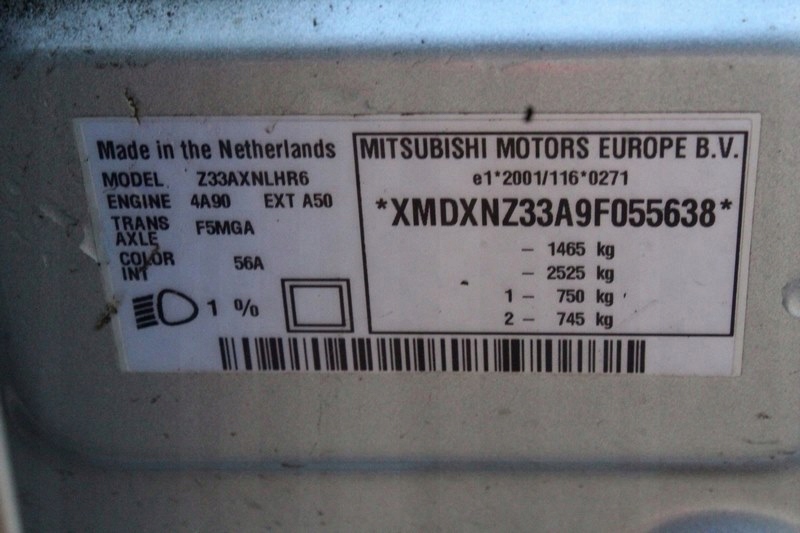 Made in the Netherlands
MODEL Z33AXNLHR6
ENGINE 4A90 EXT A50
TRANS
AXLE F5MGA
COLOR
INT 56A
1 %
MITSUBISHI MOTORS EUROPE B.V.
e1*2001/116*0271
*XMDXNZ33A9F055638*
- 1465 kg
- 2525 kg
1 - 750 kg
2 - 745 kg